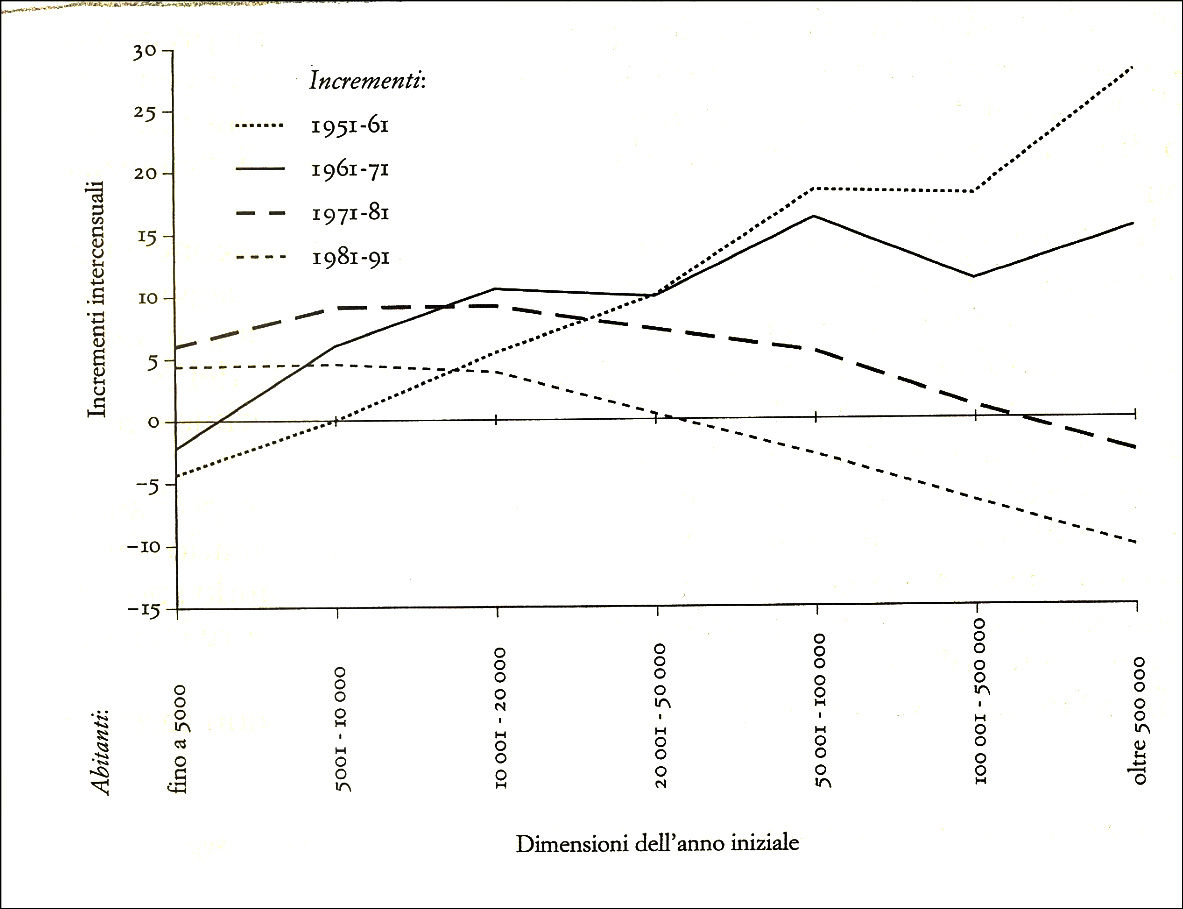 30
25
20
15
10
5
0
−5
−10
−15
Incrementi intercensuali
Incrementi:
1951-61
1961-71
1971-81
1981-91
Abitanti:
fino a 5000
5001 - 10 000
10 001 - 20 000
20 001 - 50 000
50 001 - 100 000
100 001 - 500 000
oltre 500 000
Dimensioni dell'anno iniziale